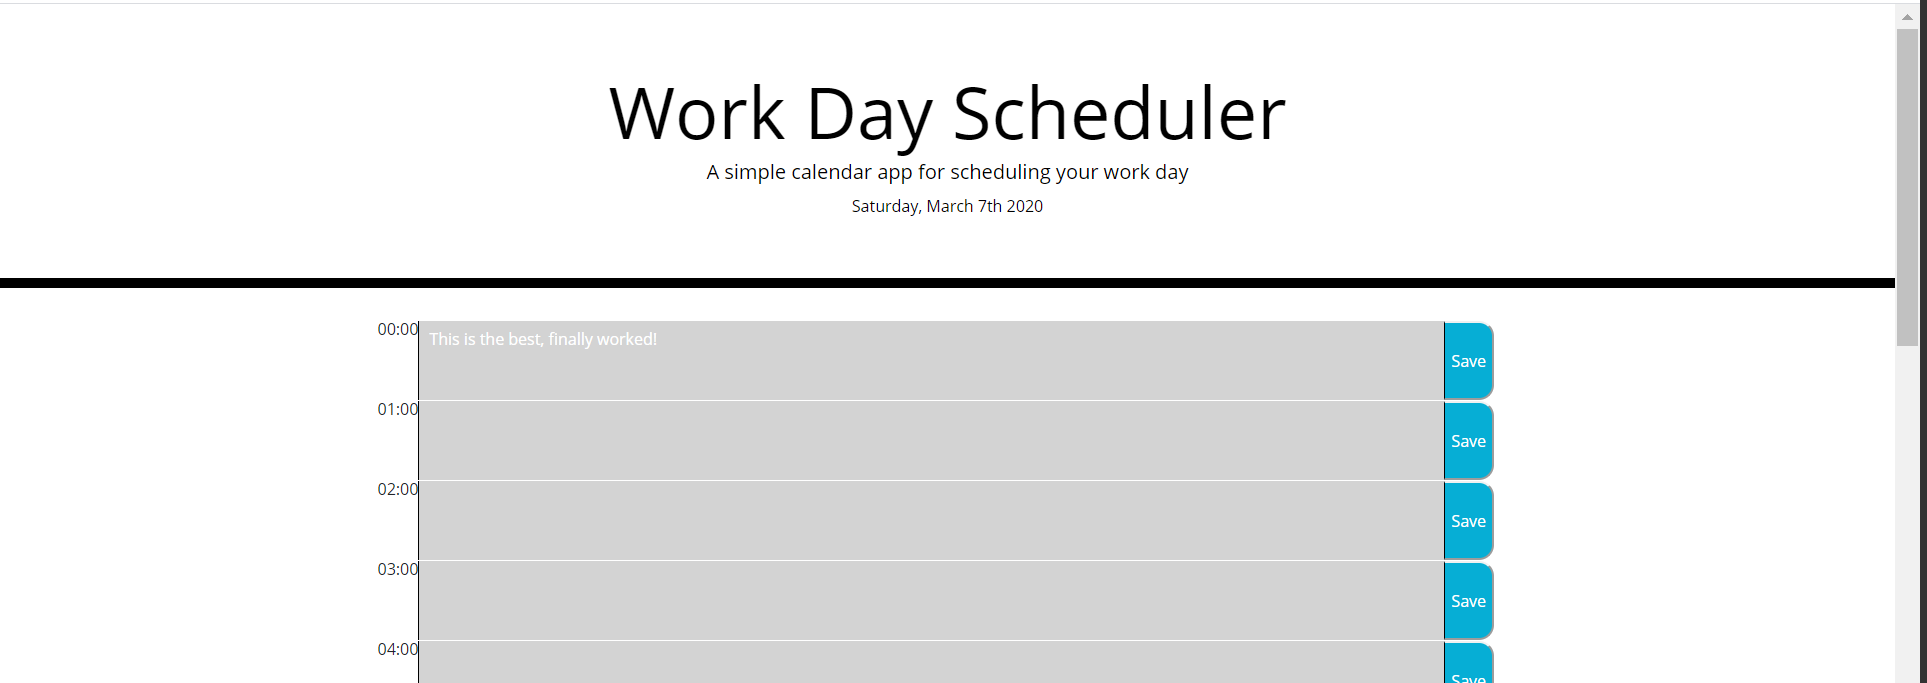 Work Day Scheduler
A simple calendar app for scheduling your work day
Saturday, March 7th 2020
00:00 This is the best, finally worked! Save
01:00 Save
02:00 Save
03:00 Save
04:00 Save